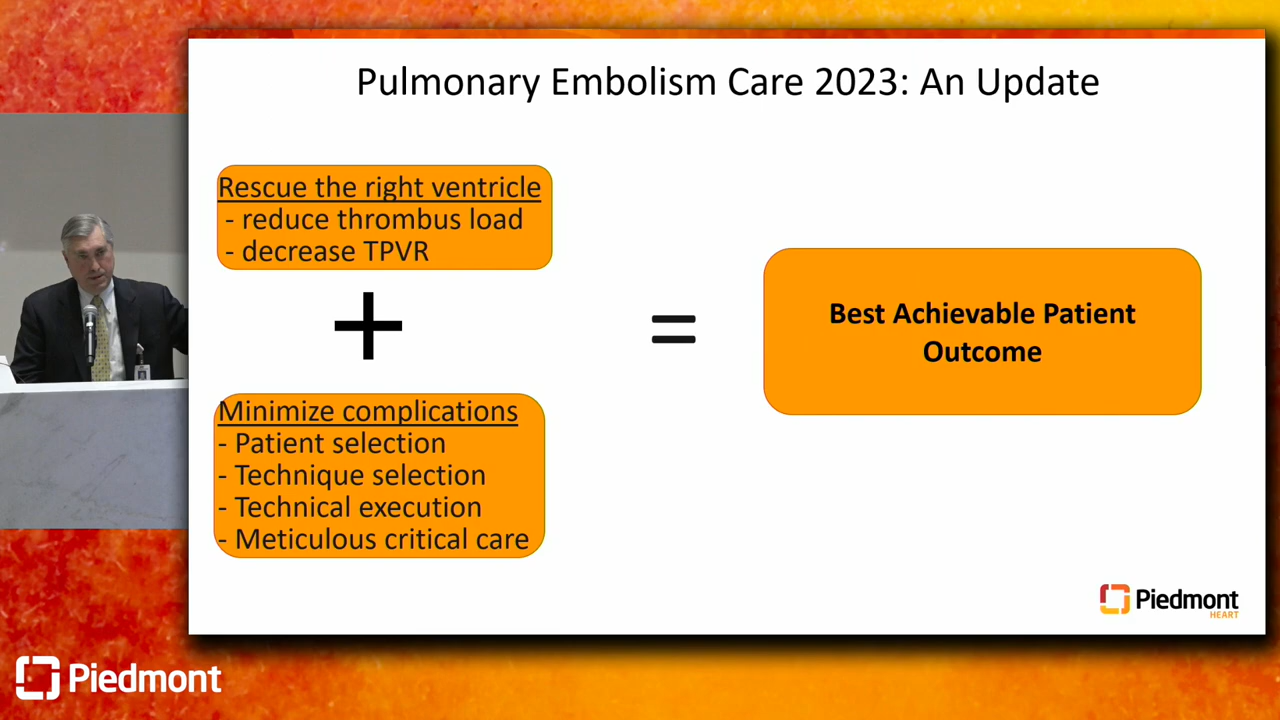 Pulmonary Embolism Care 2023: An Update
Rescue the right ventricle
- reduce thrombus load
- decrease TPVR
+
Minimize complications
- Patient selection
- Technique selection
- Technical execution
- Meticulous critical care
=
Best Achievable Patient
Outcome
Piedmont
HEART
Piedmont